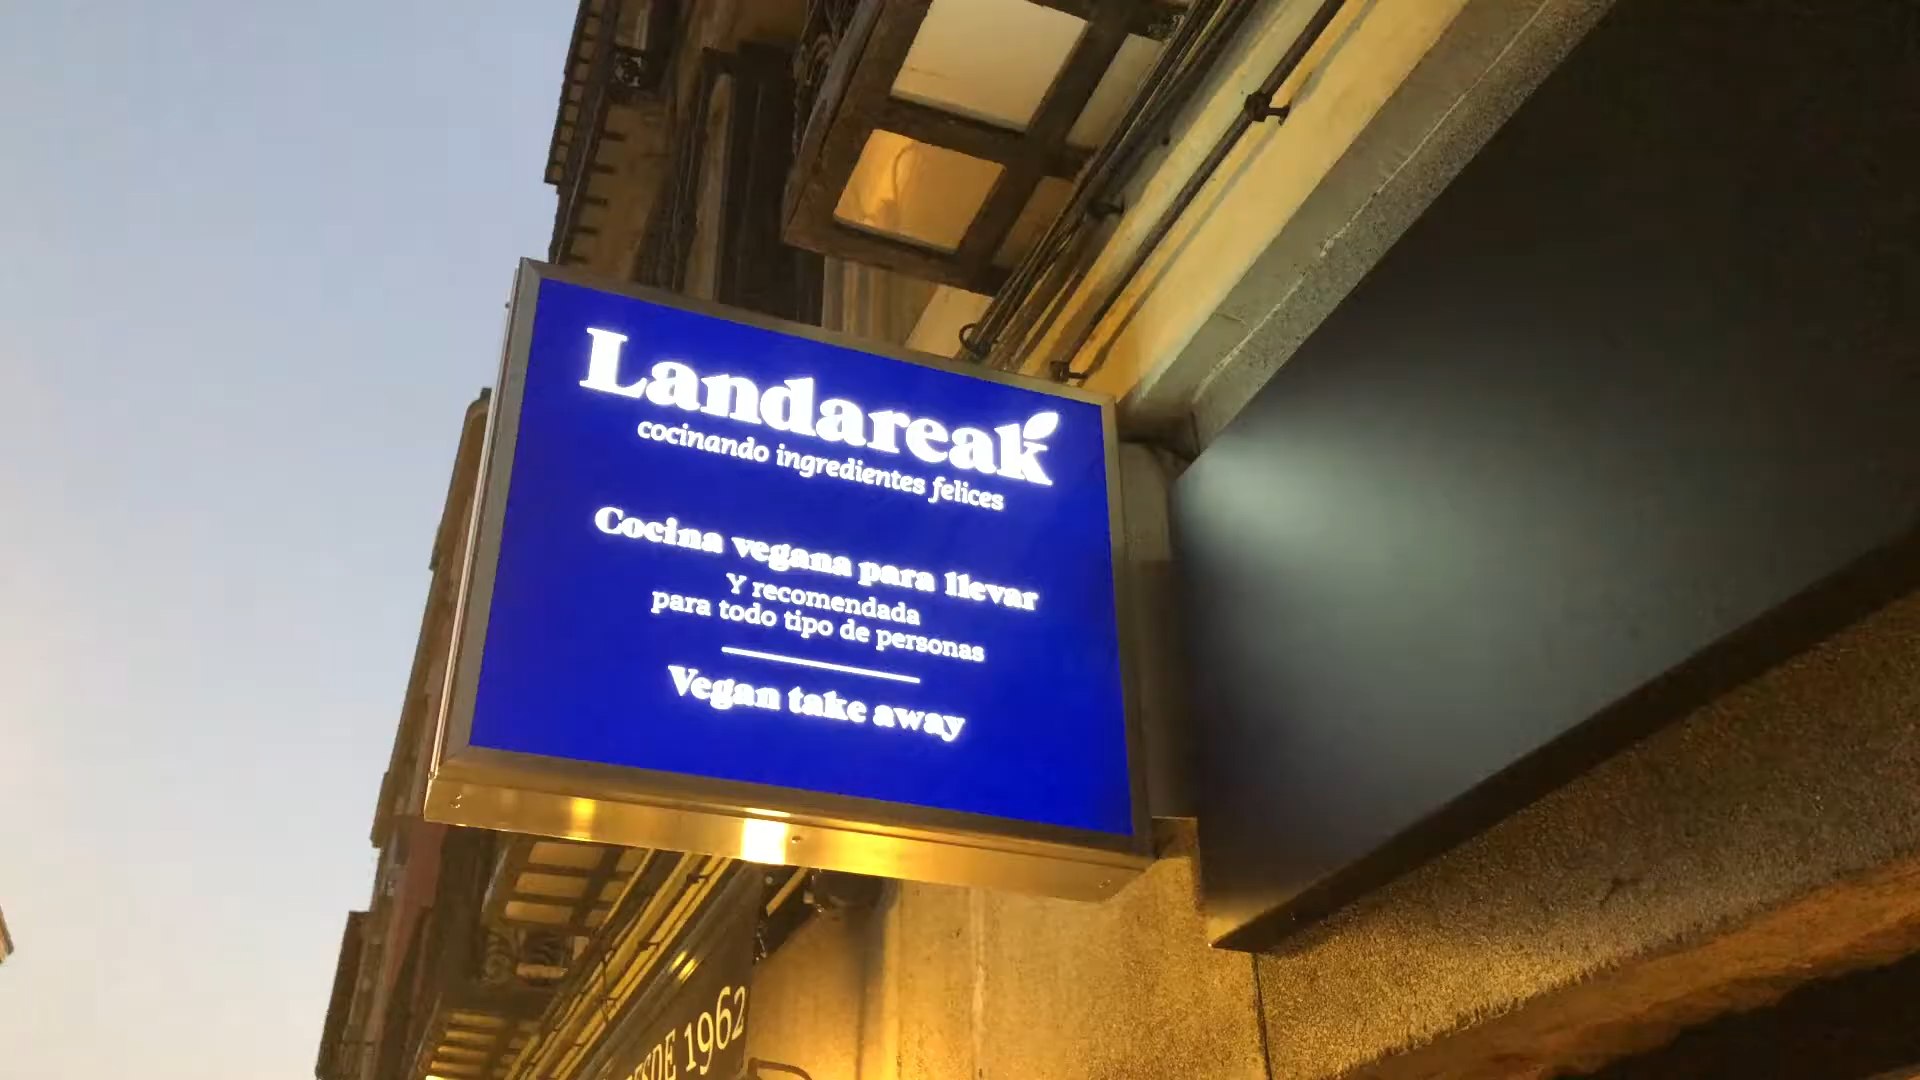 Landareak
cocinando ingredientes felices
Cocina vegana para llevar
Y recomendada
para todo tipo de personas
Vegan take away
DESDE 1962